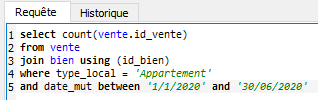 Requête Historique
1 select count(vente.id_vente)
2 from vente
3 join bien using (id_bien)
4 where type_local = 'Appartement'
5 and date_mut between '1/1/2020' and '30/06/2020'